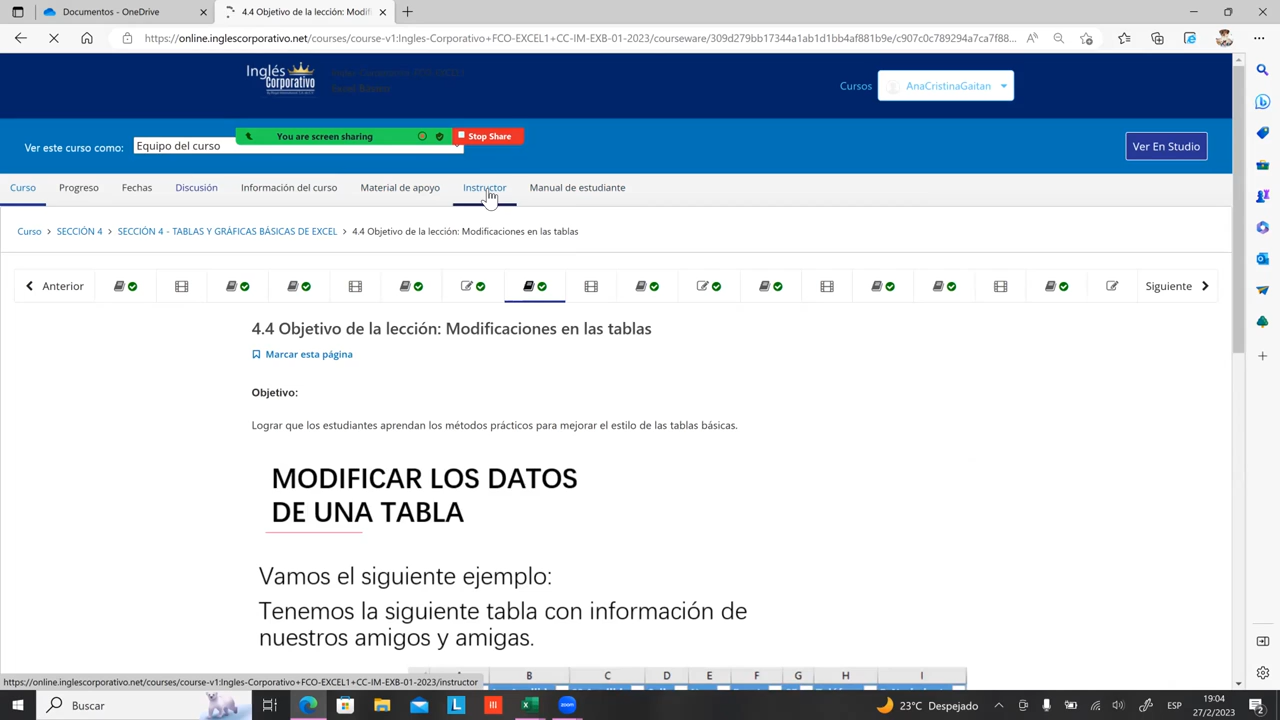 Documentos - OneDrive
4.4 Objetivo de la lección: Modifi
https://online.inglescorporativo.net/courses/course-v1:Ingles-Corporativo+FCO-EXCEL1+CC-IM-EXB-01-2023/courseware/309d279bb17344a1ab1d1bb4af881b9e/c907c0c789294a7ca7f88...
Inglés
Corporativo
Cursos
AnaCristinaGaitan
Ver este curso como:
Equipo del curso
You are screen sharing
Stop Share
Ver En Studio
Curso
Progreso
Fechas
Discusión
Información del curso
Material de apoyo
Instructor
Manual de estudiante
Curso > SECCIÓN 4 > SECCIÓN 4 - TABLAS Y GRÁFICAS BÁSICAS DE EXCEL > 4.4 Objetivo de la lección: Modificaciones en las tablas
Anterior
Siguiente
4.4 Objetivo de la lección: Modificaciones en las tablas
Marcar esta página
Objetivo:
Lograr que los estudiantes aprendan los métodos prácticos para mejorar el estilo de las tablas básicas.
MODIFICAR LOS DATOS
DE UNA TABLA
Vamos el siguiente ejemplo:
Tenemos la siguiente tabla con información de
nuestros amigos y amigas.
B C D E F G H I
https://online.inglescorporativo.net/courses/course-v1:Ingles-Corporativo+FCO-EXCEL1+CC-IM-EXB-01-2023/instructor
Buscar
23°C Despejado
ESP
19:04
27/2/2023